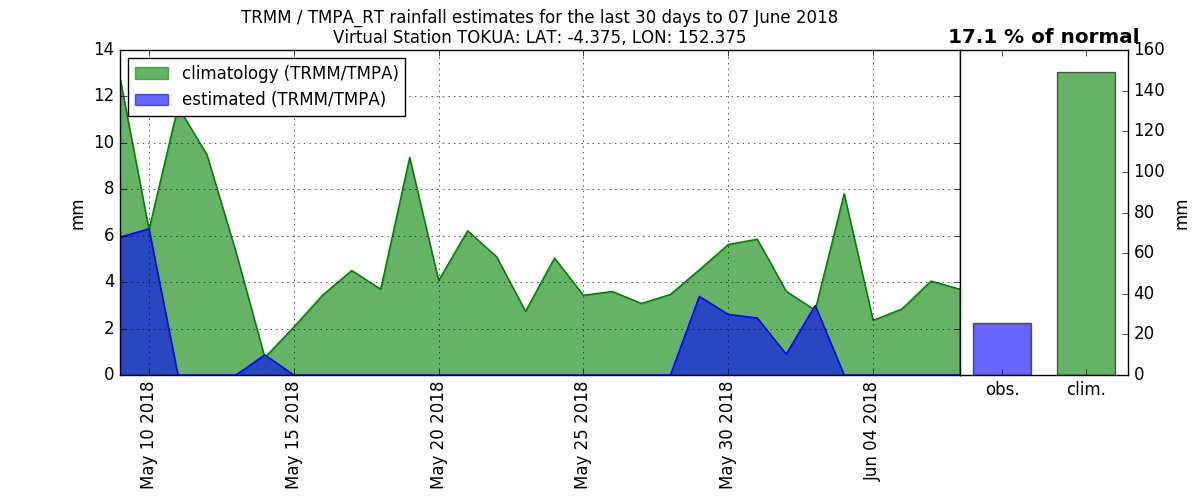 TRMM / TMPA_RT rainfall estimates for the last 30 days to 07 June 2018
Virtual Station TOKUA: LAT: -4.375, LON: 152.375
17.1 % of normal
climatology (TRMM/TMPA)
estimated (TRMM/TMPA)
mm
14
12
10
8
6
4
2
0
May 10 2018
May 15 2018
May 20 2018
May 25 2018
May 30 2018
Jun 04 2018
obs.
clim.
160
140
120
100
80
60
40
20
0
mm